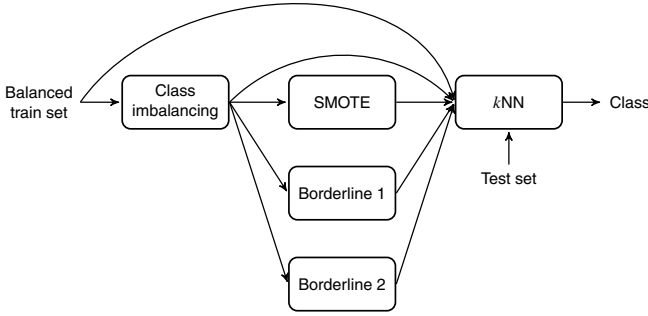 Balanced
train set
Class
imbalancing
SMOTE
kNN
Class
Test set
Borderline 1
Borderline 2